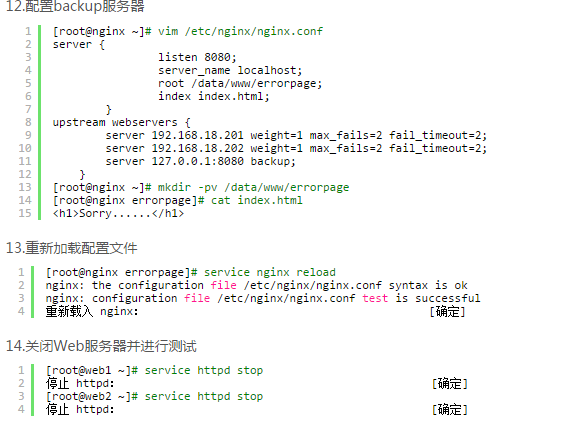 12.配置backup服务器
1 [root@nginx ~]# vim /etc/nginx/nginx.conf
2 server {
3 listen 8080;
4 server_name localhost;
5 root /data/www/errorpage;
6 index index.html;
7 }
8 upstream webservers {
9 server 192.168.18.201 weight=1 max_fails=2 fail_timeout=2;
10 server 192.168.18.202 weight=1 max_fails=2 fail_timeout=2;
11 server 127.0.0.1:8080 backup;
12 }
13 [root@nginx ~]# mkdir -pv /data/www/errorpage
14 [root@nginx errorpage]# cat index.html
15 <h1>Sorry......</h1>
13.重新加载配置文件
1 [root@nginx errorpage]# service nginx reload
2 nginx: the configuration file /etc/nginx/nginx.conf syntax is ok
3 nginx: configuration file /etc/nginx/nginx.conf test is successful
4 重新载入 nginx: [确定]
14.关闭Web服务器并进行测试
1 [root@web1 ~]# service httpd stop
2 停止 httpd: [确定]
3 [root@web2 ~]# service httpd stop
4 停止 httpd: [确定]